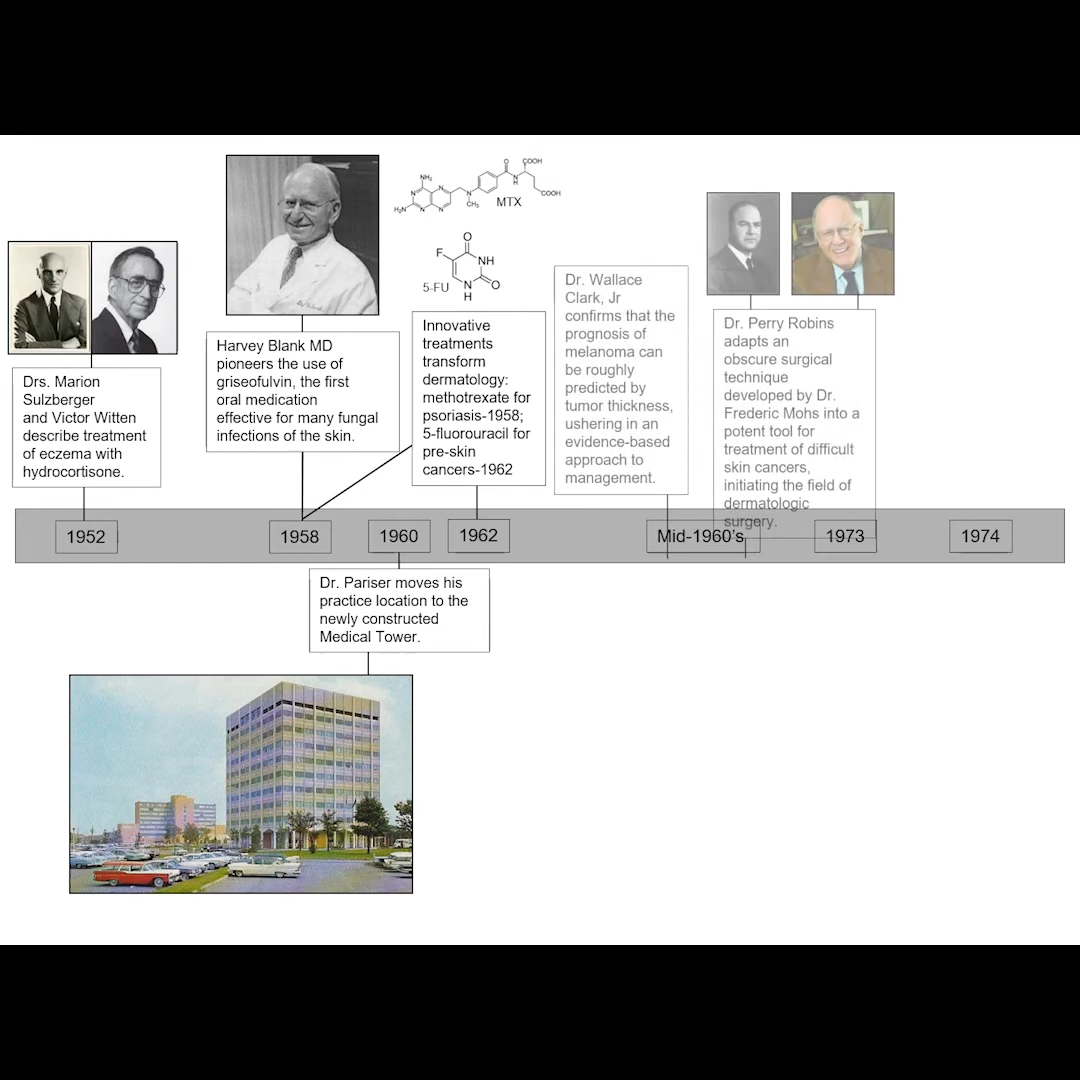 Drs. Marion
Sulzberger
and Victor Witten
describe treatment
of eczema with
hydrocortisone.
Harvey Blank MD
pioneers the use of
griseofulvin, the first
oral medication
effective for many fungal
infections of the skin.
NH₂
N
N
H₂N
N
N
N
CH₃
O
N
H
COOH
COOH
MTX
O
F
NH
N
H
O
5-FU
Innovative
treatments
transform
dermatology:
methotrexate for
psoriasis-1958;
5-fluorouracil for
pre-skin
cancers-1962
Dr. Wallace
Clark, Jr
confirms that the
prognosis of
melanoma can
be roughly
predicted by
tumor thickness,
ushering in an
evidence-based
approach to
management.
Dr. Perry Robins
adapts an
obscure surgical
technique
developed by Dr.
Frederic Mohs into a
potent tool for
treatment of difficult
skin cancers,
initiating the field of
dermatologic
surgery.
1952
1958
1960
1962
Mid-1960's
1973
1974
Dr. Pariser moves his
practice location to the
newly constructed
Medical Tower.